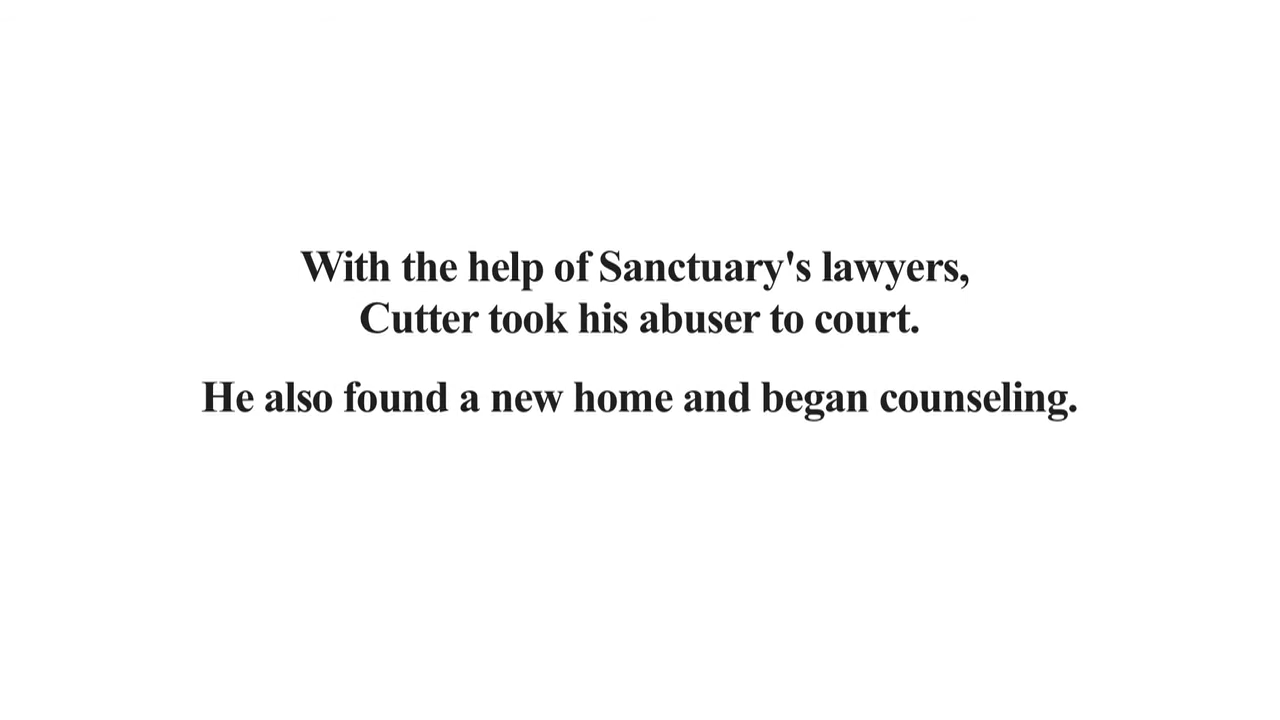 With the help of Sanctuary's lawyers,
Cutter took his abuser to court.
He also found a new home and began counseling.